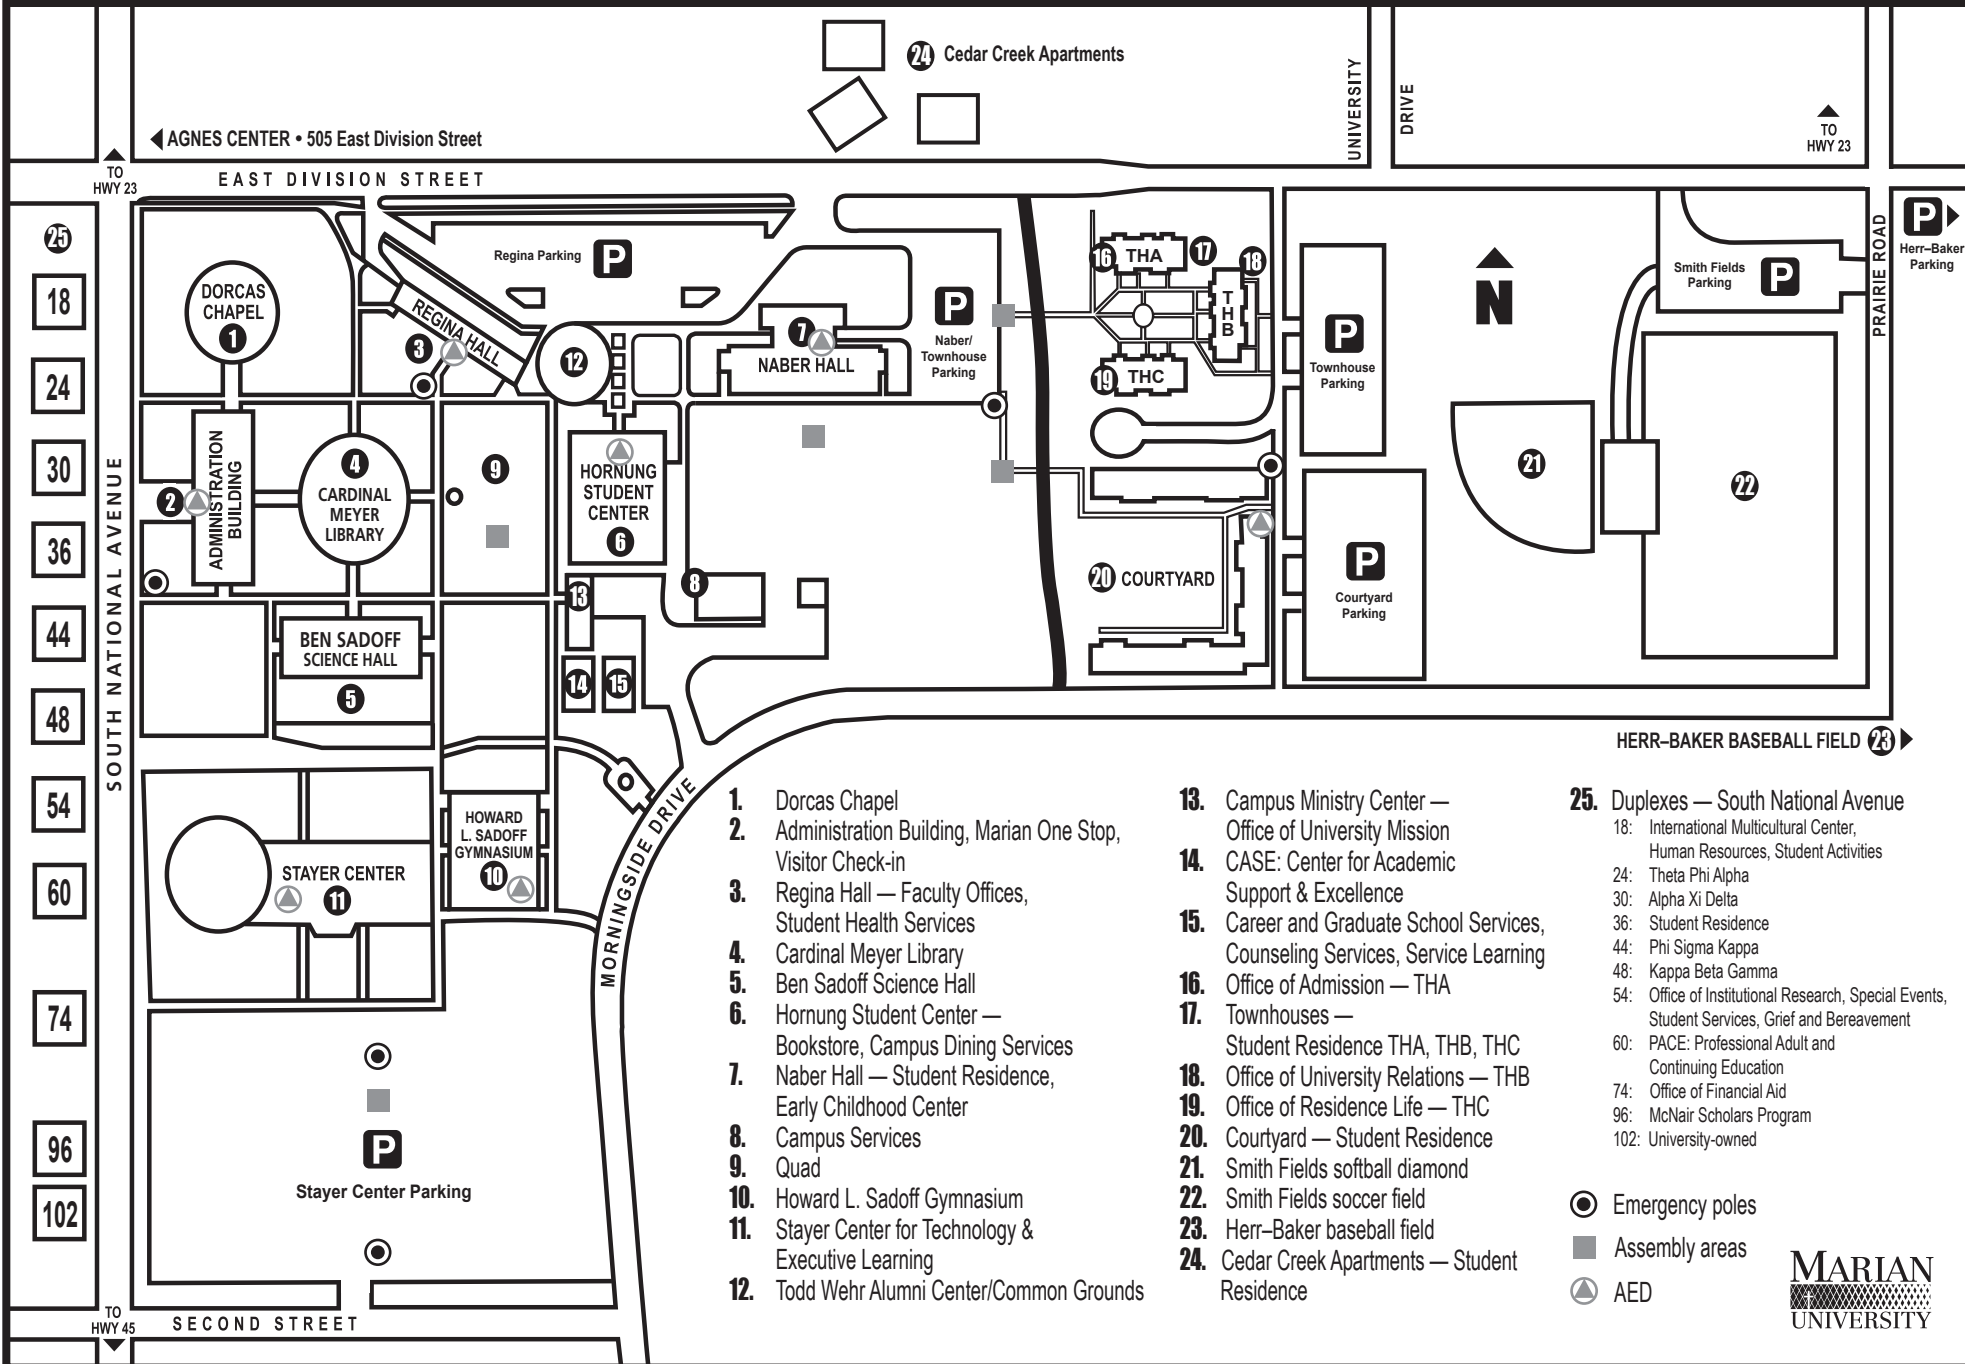 24 Cedar Creek Apartments
UNIVERSITY
DRIVE
TO
HWY 23
AGNES CENTER • 505 East Division Street
TO
HWY 23
EAST DIVISION STREET
25
18
24
30
36
44
48
54
60
74
96
102
SOUTH NATIONAL AVENUE
DORCAS
CHAPEL
1
REGINA HALL
3
Regina Parking
P
12
7
NABER HALL
P
Naber/
Townhouse
Parking
16
THA
17
18
THB
19
THC
P
Townhouse
Parking
N
Smith Fields
Parking
P
PRAIRIE ROAD
P
Herr–Baker
Parking
2
ADMINISTRATION
BUILDING
4
CARDINAL
MEYER
LIBRARY
9
HORNUNG
STUDENT
CENTER
6
8
13
14
15
BEN SADOFF
SCIENCE HALL
5
20 COURTYARD
P
Courtyard
Parking
21
22
HERR–BAKER BASEBALL FIELD 23
HOWARD
L. SADOFF
GYMNASIUM
10
STAYER CENTER
11
MORNINGSIDE DRIVE
P
Stayer Center Parking
TO
HWY 45
SECOND STREET
1. Dorcas Chapel
2. Administration Building, Marian One Stop,
Visitor Check-in
3. Regina Hall — Faculty Offices,
Student Health Services
4. Cardinal Meyer Library
5. Ben Sadoff Science Hall
6. Hornung Student Center —
Bookstore, Campus Dining Services
7. Naber Hall — Student Residence,
Early Childhood Center
8. Campus Services
9. Quad
10. Howard L. Sadoff Gymnasium
11. Stayer Center for Technology &
Executive Learning
12. Todd Wehr Alumni Center/Common Grounds
13. Campus Ministry Center —
Office of University Mission
14. CASE: Center for Academic
Support & Excellence
15. Career and Graduate School Services,
Counseling Services, Service Learning
16. Office of Admission — THA
17. Townhouses —
Student Residence THA, THB, THC
18. Office of University Relations — THB
19. Office of Residence Life — THC
20. Courtyard — Student Residence
21. Smith Fields softball diamond
22. Smith Fields soccer field
23. Herr–Baker baseball field
24. Cedar Creek Apartments — Student
Residence
25. Duplexes — South National Avenue
18: International Multicultural Center,
Human Resources, Student Activities
24: Theta Phi Alpha
30: Alpha Xi Delta
36: Student Residence
44: Phi Sigma Kappa
48: Kappa Beta Gamma
54: Office of Institutional Research, Special Events,
Student Services, Grief and Bereavement
60: PACE: Professional Adult and
Continuing Education
74: Office of Financial Aid
96: McNair Scholars Program
102: University-owned
Emergency poles
Assembly areas
AED
MARIAN
UNIVERSITY